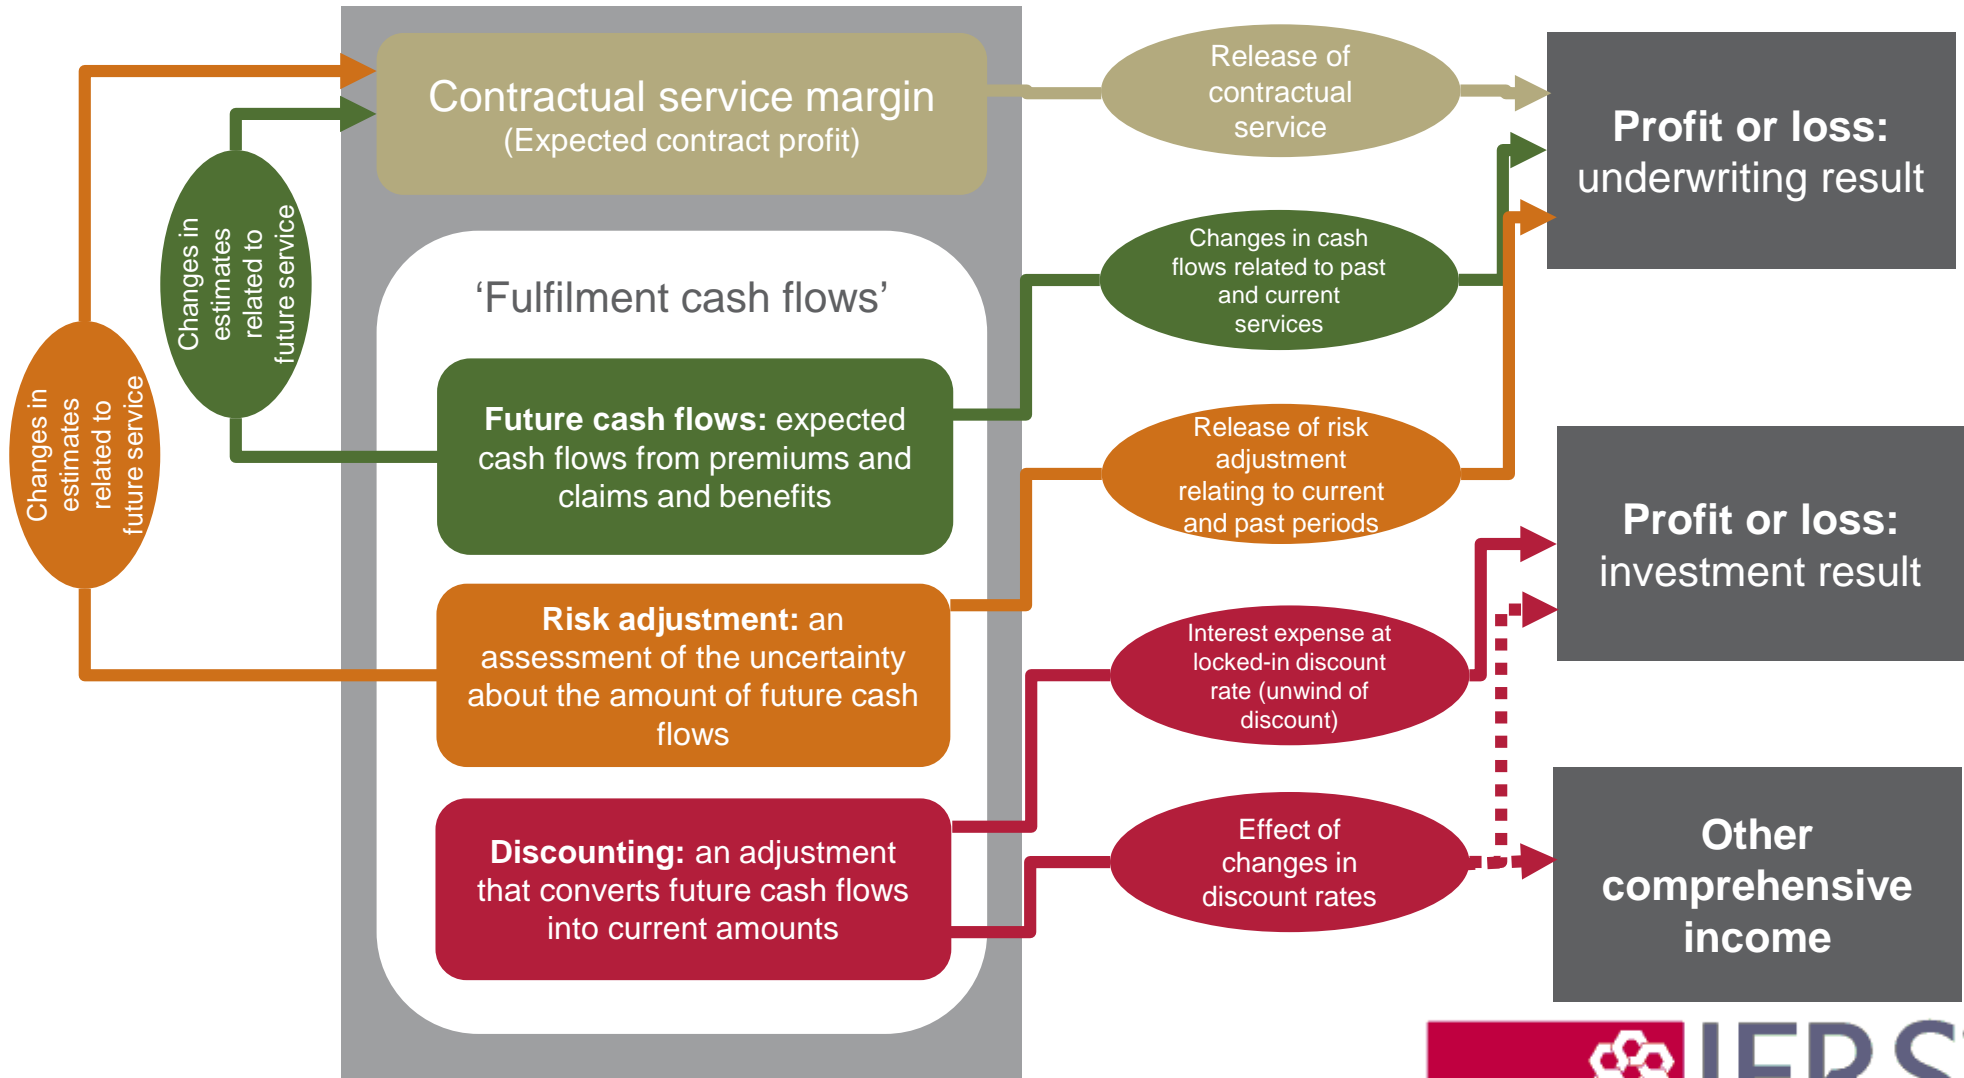 Contractual service margin
(Expected contract profit)
Release of
contractual
service
Profit or loss:
underwriting result
Changes in
estimates
related to
future service
Changes in
estimates
related to
future service
‘Fulfilment cash flows’
Changes in cash
flows related to past
and current
services
Future cash flows: expected
cash flows from premiums and
claims and benefits
Release of risk
adjustment
relating to current
and past periods
Profit or loss:
investment result
Risk adjustment: an
assessment of the uncertainty
about the amount of future cash
flows
Interest expense at
locked-in discount
rate (unwind of
discount)
Discounting: an adjustment
that converts future cash flows
into current amounts
Effect of
changes in
discount rates
Other
comprehensive
income
IFRS